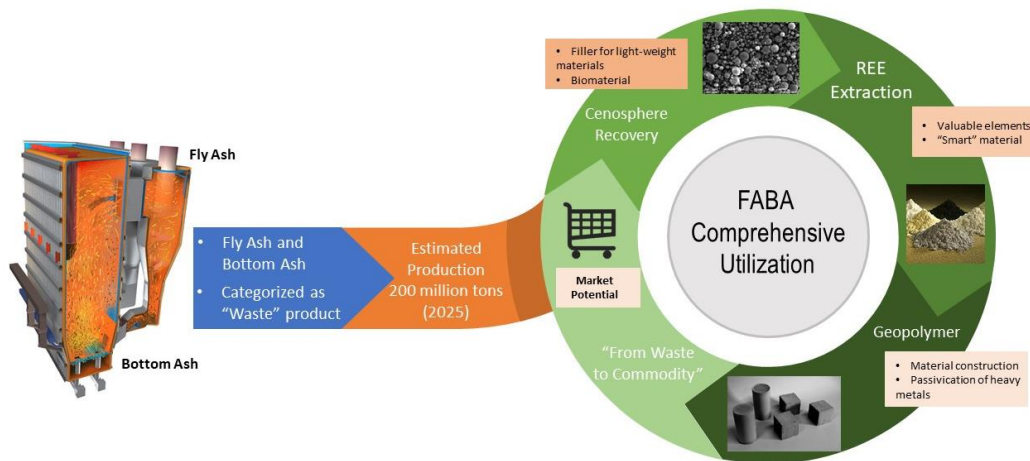 Fly Ash
Bottom Ash
• Fly Ash and
Bottom Ash
• Categorized as
“Waste” product
Estimated
Production
200 million tons
(2025)
Market
Potential
“From Waste
to Commodity”
Cenosphere
Recovery
• Filler for light-weight
materials
• Biomaterial
REE
Extraction
• Valuable elements
• “Smart” material
Geopolymer
• Material construction
• Passivication of heavy
metals
FABA
Comprehensive
Utilization